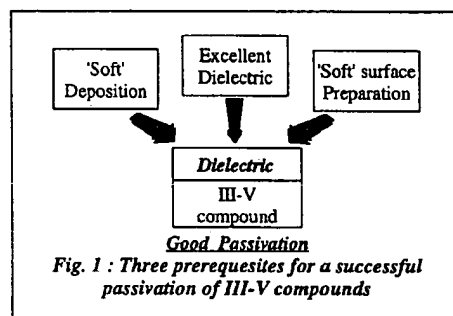 'Soft'
Deposition
Excellent
Dielectric
'Soft' surface
Preparation
Dielectric
III-V
compound
Good Passivation
Fig. 1 : Three prerequesites for a successful
passivation of III-V compounds